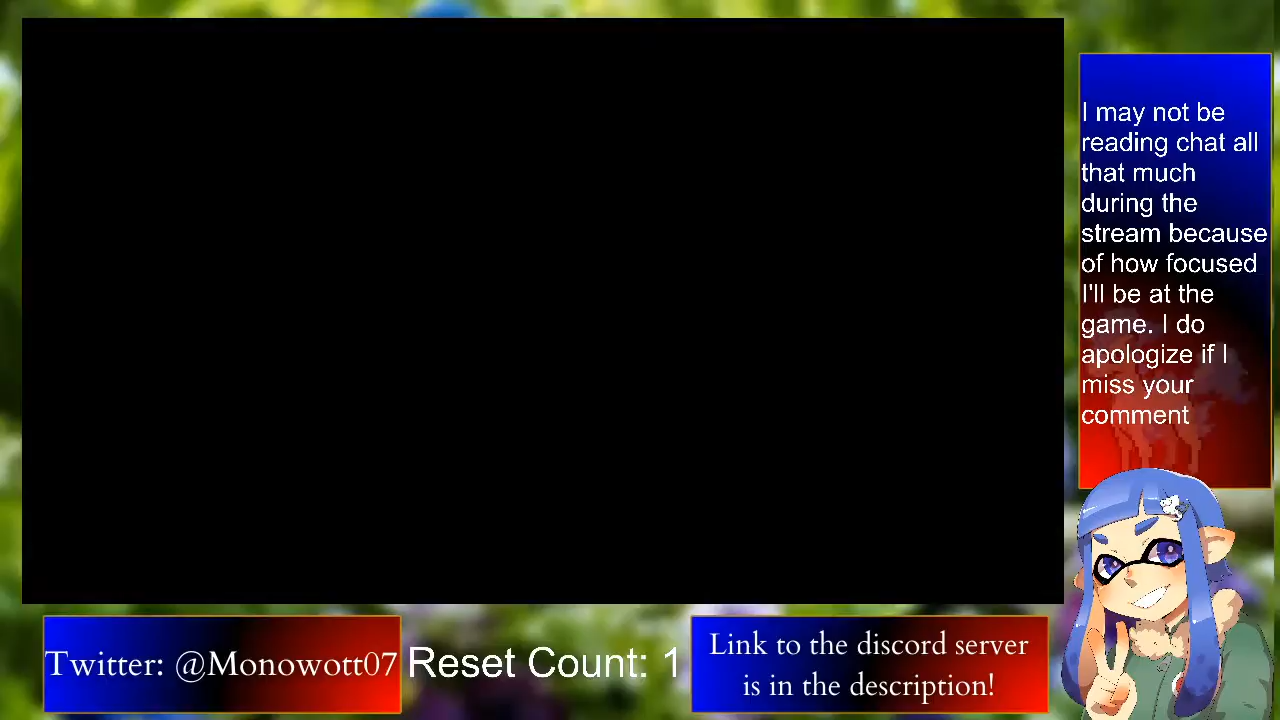 I may not be
reading chat all
that much
during the
stream because
of how focused
I'll be at the
game. I do
apologize if I
miss your
comment
Twitter: @Monowott07
Reset Count: 1
Link to the discord server
is in the description!